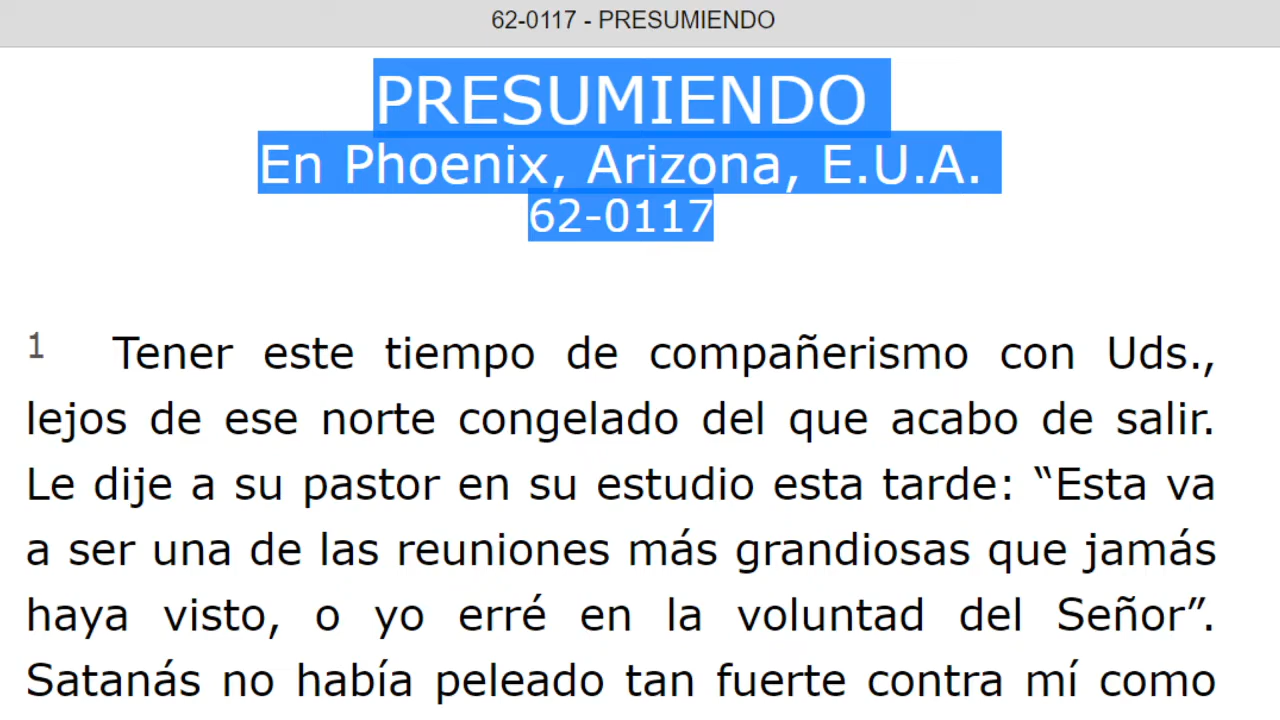 62-0117 - PRESUMIENDO
PRESUMIENDO
En Phoenix, Arizona, E.U.A.
62-0117
1 Tener este tiempo de compañerismo con Uds.,
lejos de ese norte congelado del que acabo de salir.
Le dije a su pastor en su estudio esta tarde: “Esta va
a ser una de las reuniones más grandiosas que jamás
haya visto, o yo erré en la voluntad del Señor”.
Satanás no había peleado tan fuerte contra mí como